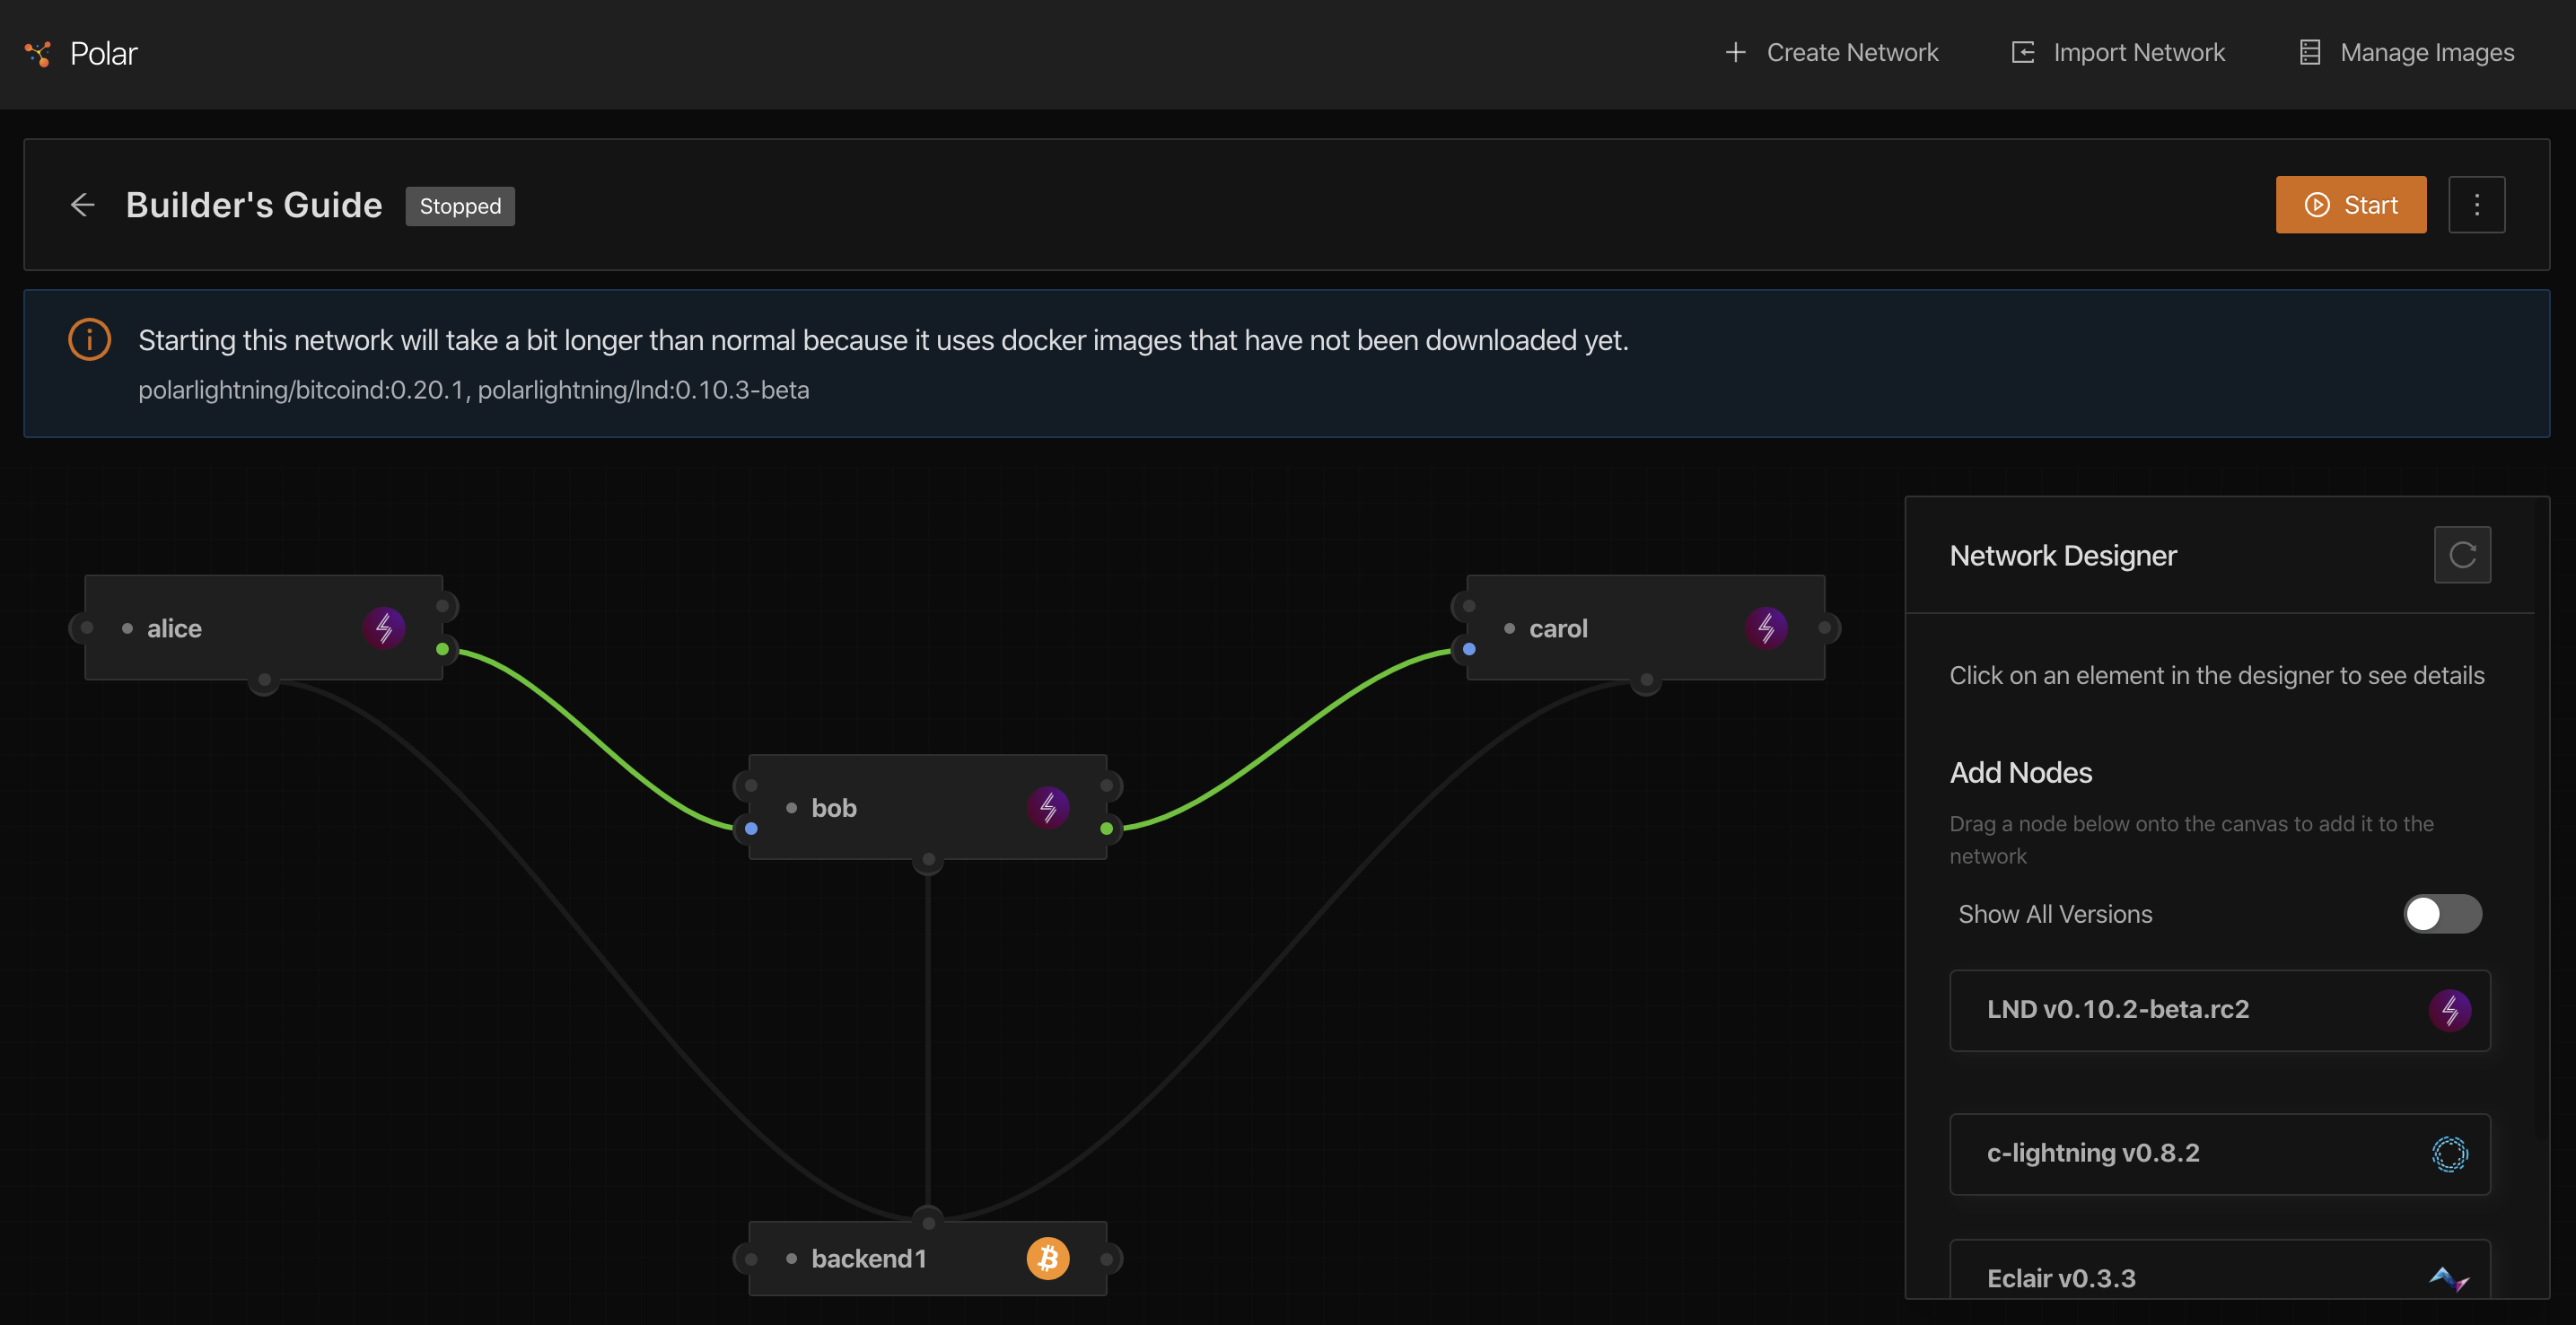 Polar
Create Network
Import Network
Manage Images
Builder's Guide
Stopped
Start
Starting this network will take a bit longer than normal because it uses docker images that have not been downloaded yet.
polarlightning/bitcoind:0.20.1, polarlightning/lnd:0.10.3-beta
alice
carol
bob
backend1
Network Designer
Click on an element in the designer to see details
Add Nodes
Drag a node below onto the canvas to add it to the
network
Show All Versions
LND v0.10.2-beta.rc2
c-lightning v0.8.2
Eclair v0.3.3